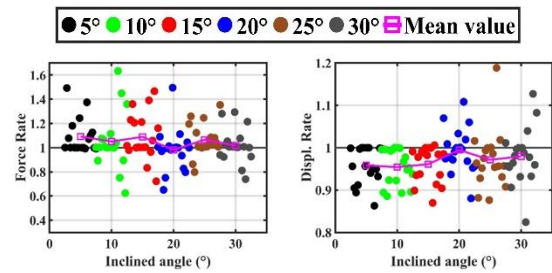 5° 10° 15° 20° 25° 30° Mean value
Force Rate
1.6
1.4
1.2
1.0
0.8
0.6
0.4
0 10 20 30
Inclined angle (°)
Displ. Rate
1.2
1.1
1
0.9
0.8
0 10 20 30
Inclined angle (°)